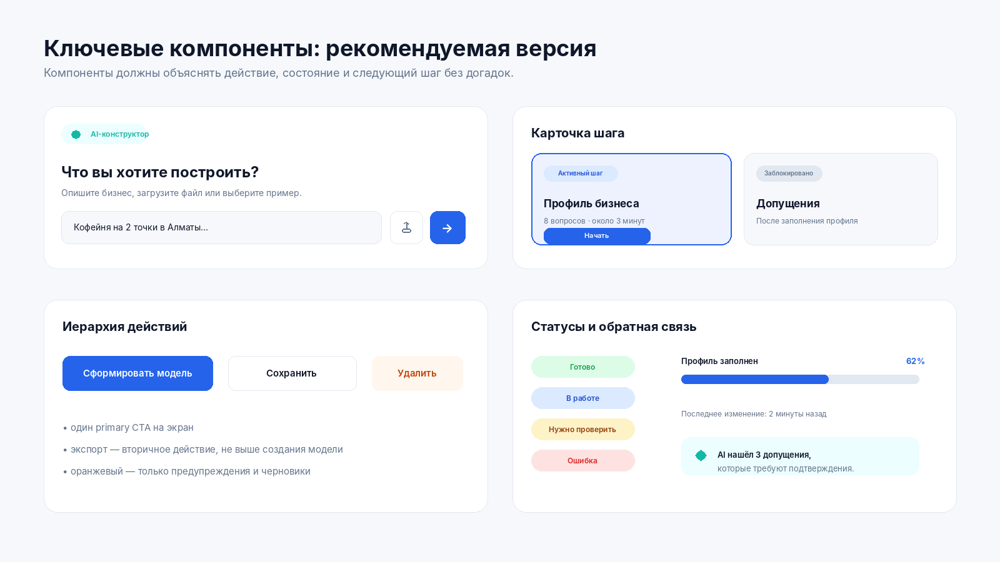 Ключевые компоненты: рекомендуемая версия
Компоненты должны объяснять действие, состояние и следующий шаг без догадок.
AI-конструктор
Что вы хотите построить?
Опишите бизнес, загрузите файл или выберите пример.
Кофейня на 2 точки в Алматы...
Карточка шага
Активный шаг
Профиль бизнеса
8 вопросов · около 3 минут
Начать
Заблокировано
Допущения
После заполнения профиля
Иерархия действий
Сформировать модель
Сохранить
Удалить
• один primary CTA на экран
• экспорт — вторичное действие, не выше создания модели
• оранжевый — только предупреждения и черновики
Статусы и обратная связь
Готово
В работе
Нужно проверить
Ошибка
Профиль заполнен
62%
Последнее изменение: 2 минуты назад
AI нашёл 3 допущения,
которые требуют подтверждения.